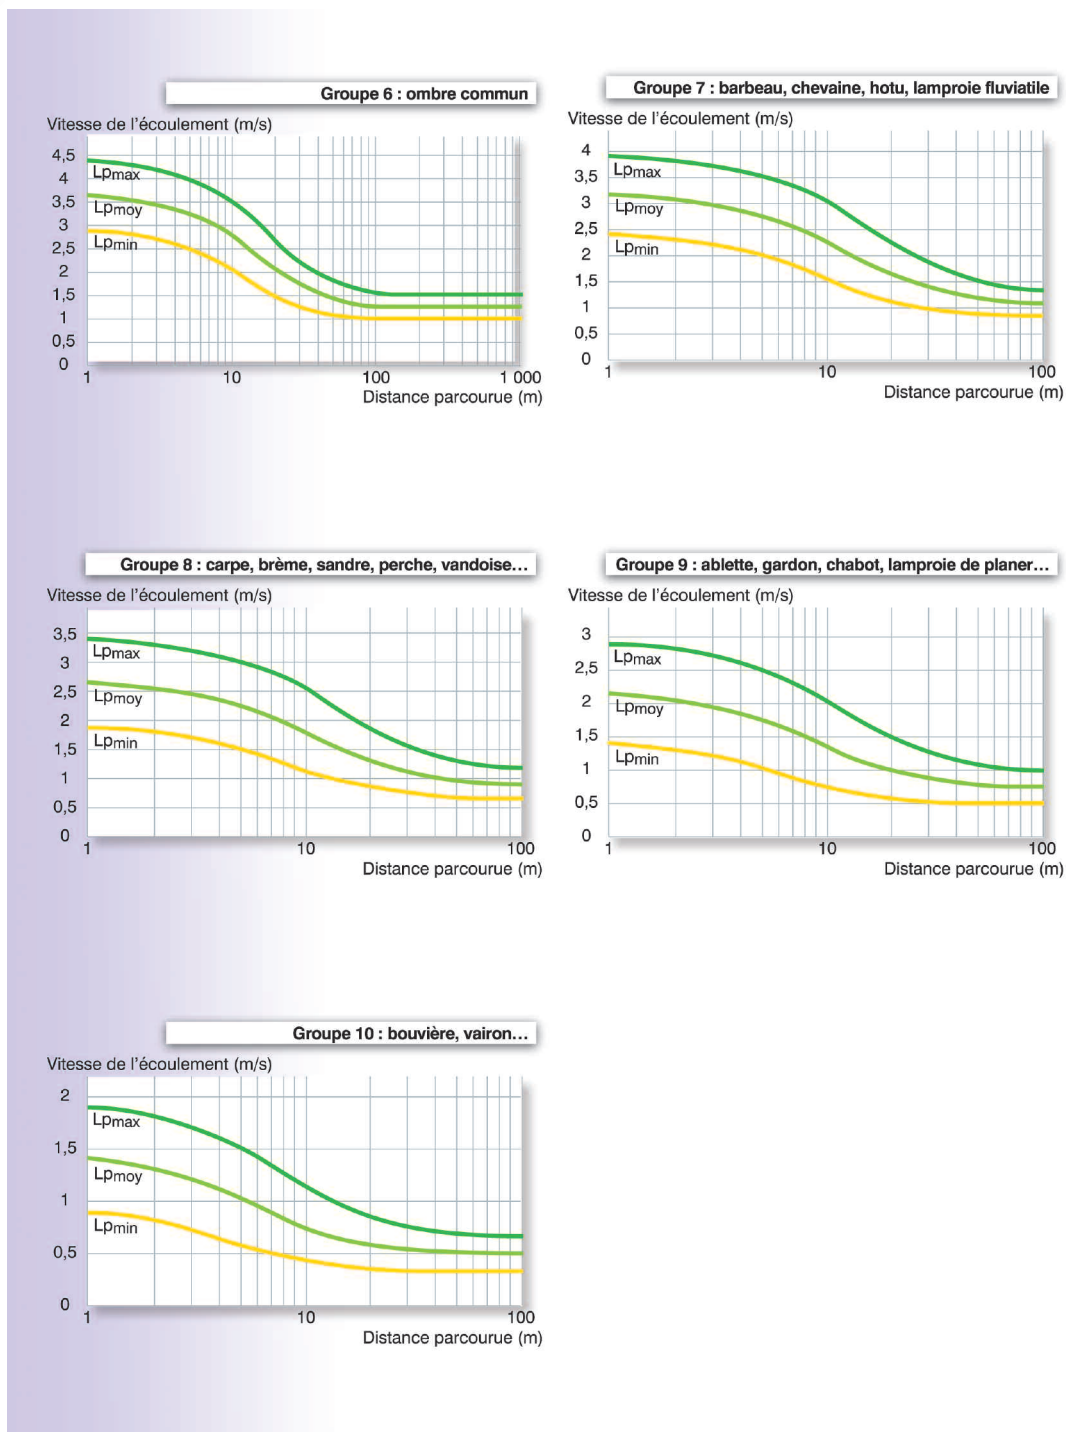 Groupe 6 : ombre commun
Vitesse de l'écoulement (m/s)
4,5
4
3,5
3
2,5
2
1,5
1
0,5
0
Lpmax
Lpmoy
Lpmin
1 10 100 1 000
Distance parcourue (m)
Groupe 7 : barbeau, chevaine, hotu, lamproie fluviatile
Vitesse de l'écoulement (m/s)
4
3,5
3
2,5
2
1,5
1
0,5
0
Lpmax
Lpmoy
Lpmin
1 10 100
Distance parcourue (m)
Groupe 8 : carpe, brème, sandre, perche, vandoise…
Vitesse de l'écoulement (m/s)
3,5
3
2,5
2
1,5
1
0,5
0
Lpmax
Lpmoy
Lpmin
1 10 100
Distance parcourue (m)
Groupe 9 : ablette, gardon, chabot, lamproie de planer…
Vitesse de l'écoulement (m/s)
3
2,5
2
1,5
1
0,5
0
Lpmax
Lpmoy
Lpmin
1 10 100
Distance parcourue (m)
Groupe 10 : bouvière, vairon…
Vitesse de l'écoulement (m/s)
2
1,5
1
0,5
0
Lpmax
Lpmoy
Lpmin
1 10 100
Distance parcourue (m)